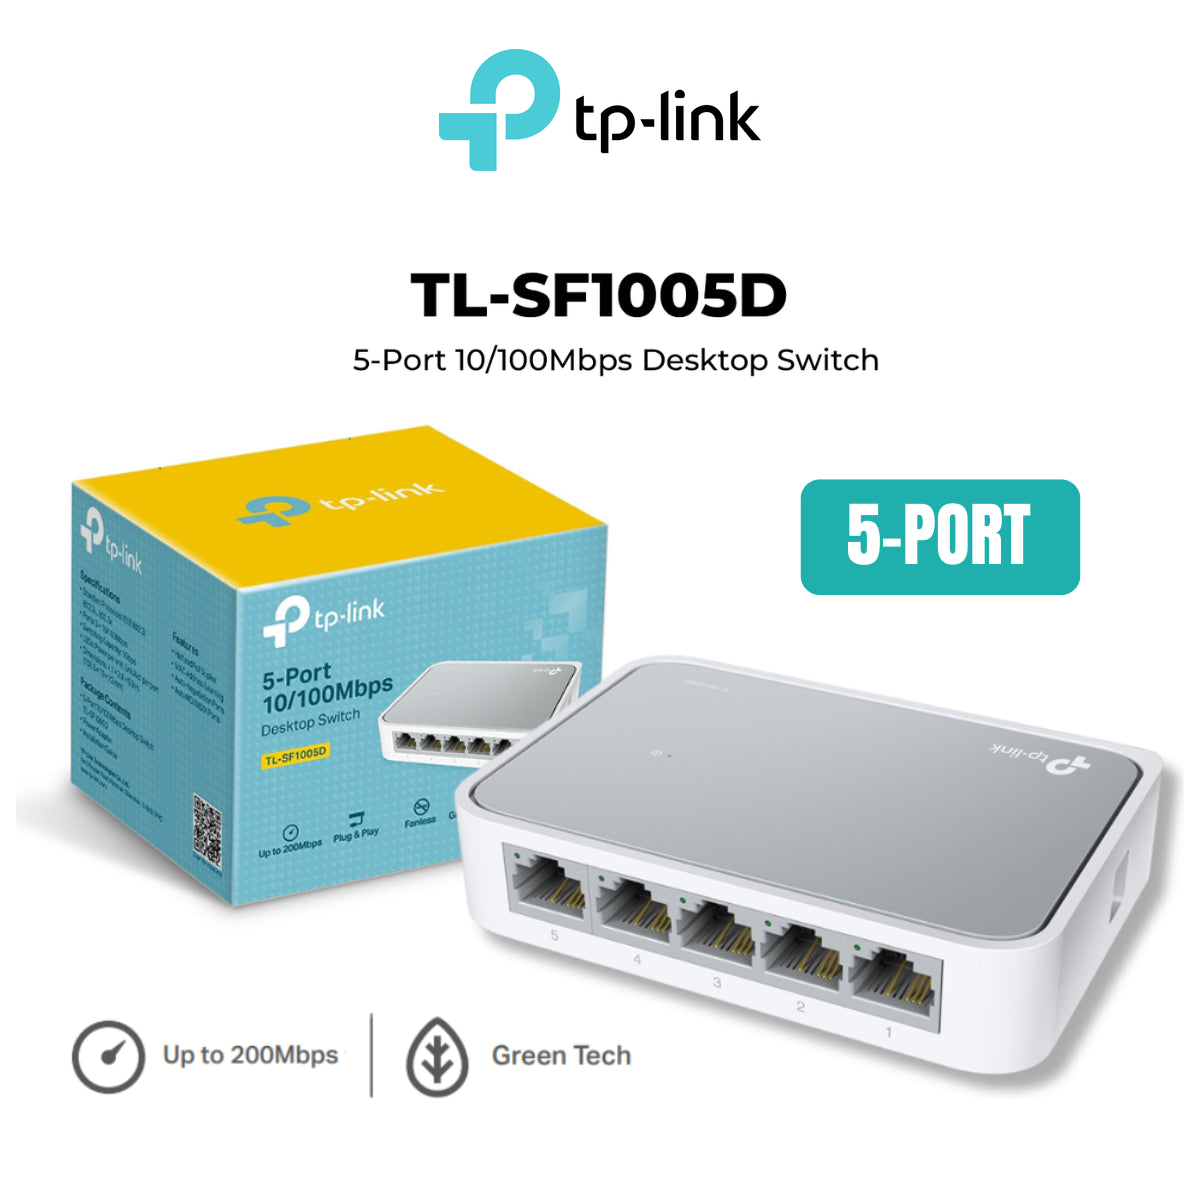 tp-link
TL-SF1005D
5-Port 10/100Mbps Desktop Switch
5-PORT
tp-link
tp-link
Specifications
Features
Package Contents
tp-link
5-Port
10/100Mbps
Desktop Switch
TL-SF1005D
Up to 200Mbps
Plug & Play
Fanless
tp-link
5
4
3
2
1
Up to 200Mbps
Green Tech